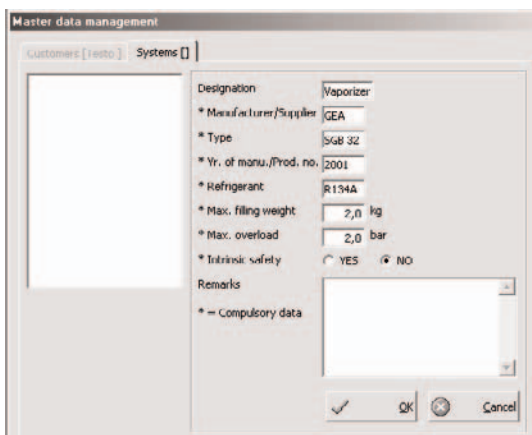 Master data management
Customers [Testo ] Systems []
Designation Vaporizer
* Manufacturer/Supplier GEA
* Type SGB 32
* Yr. of manu./Prod. no. 2001
* Refrigerant R134A
* Max. filling weight 2,0 kg
* Max. overload 2,0 bar
* Intrinsic safety YES NO
Remarks
* = Compulsory data
OK Cancel